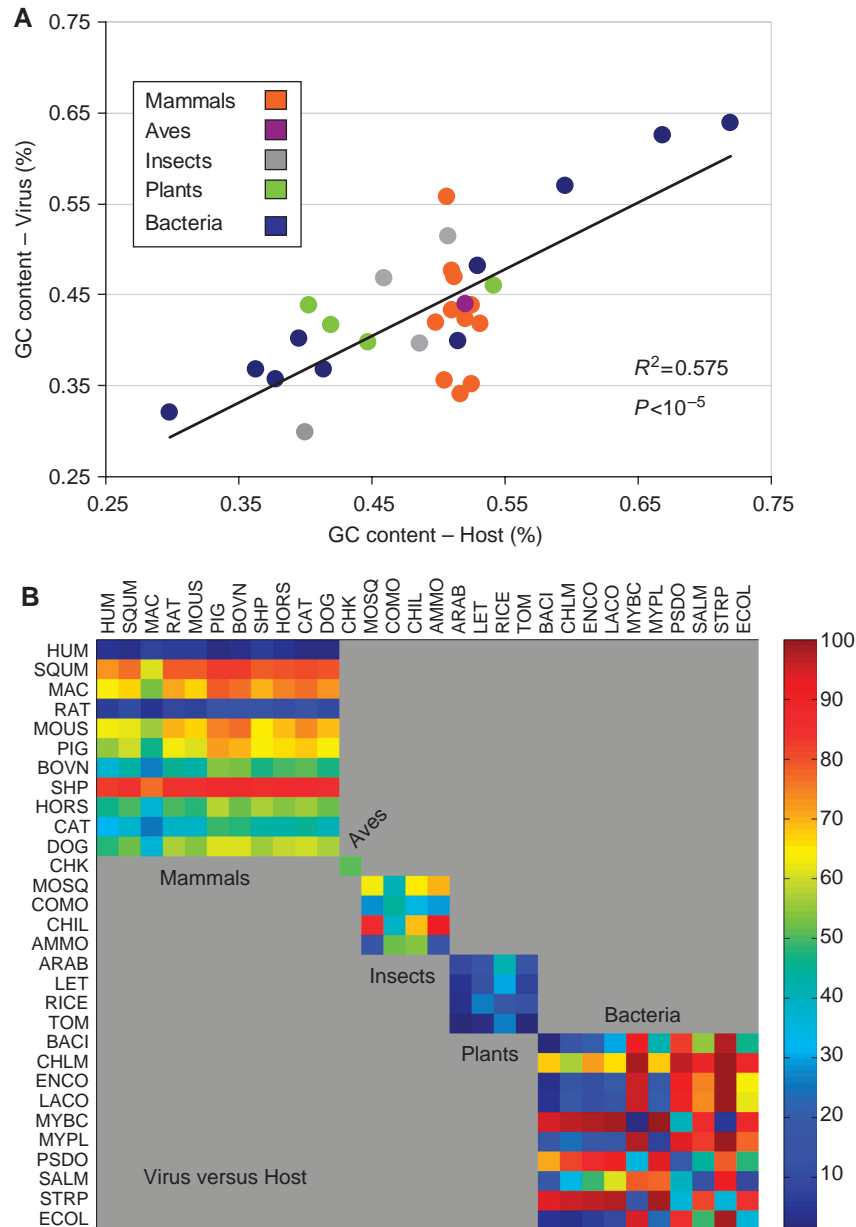 A
0.75
0.65
0.55
0.45
0.35
0.25
GC content – Virus (%)
Mammals
Aves
Insects
Plants
Bacteria
R²=0.575
P<10⁻⁵
0.25 0.35 0.45 0.55 0.65 0.75
GC content – Host (%)
B
HUM SQUM MAC RAT MOUS PIG BOVN SHP HORS CAT DOG CHK MOSQ COMO CHIL AMMO ARAB LET RICE TOM BACI CHLM ENCO LACO MYBC MYPL PSDO SALM STRP ECOL
HUM
SQUM
MAC
RAT
MOUS
PIG
BOVN
SHP
HORS
CAT
DOG
CHK
MOSQ
COMO
CHIL
AMMO
ARAB
LET
RICE
TOM
BACI
CHLM
ENCO
LACO
MYBC
MYPL
PSDO
SALM
STRP
ECOL
Mammals
Aves
Insects
Plants
Bacteria
Virus versus Host
100
90
80
70
60
50
40
30
20
10